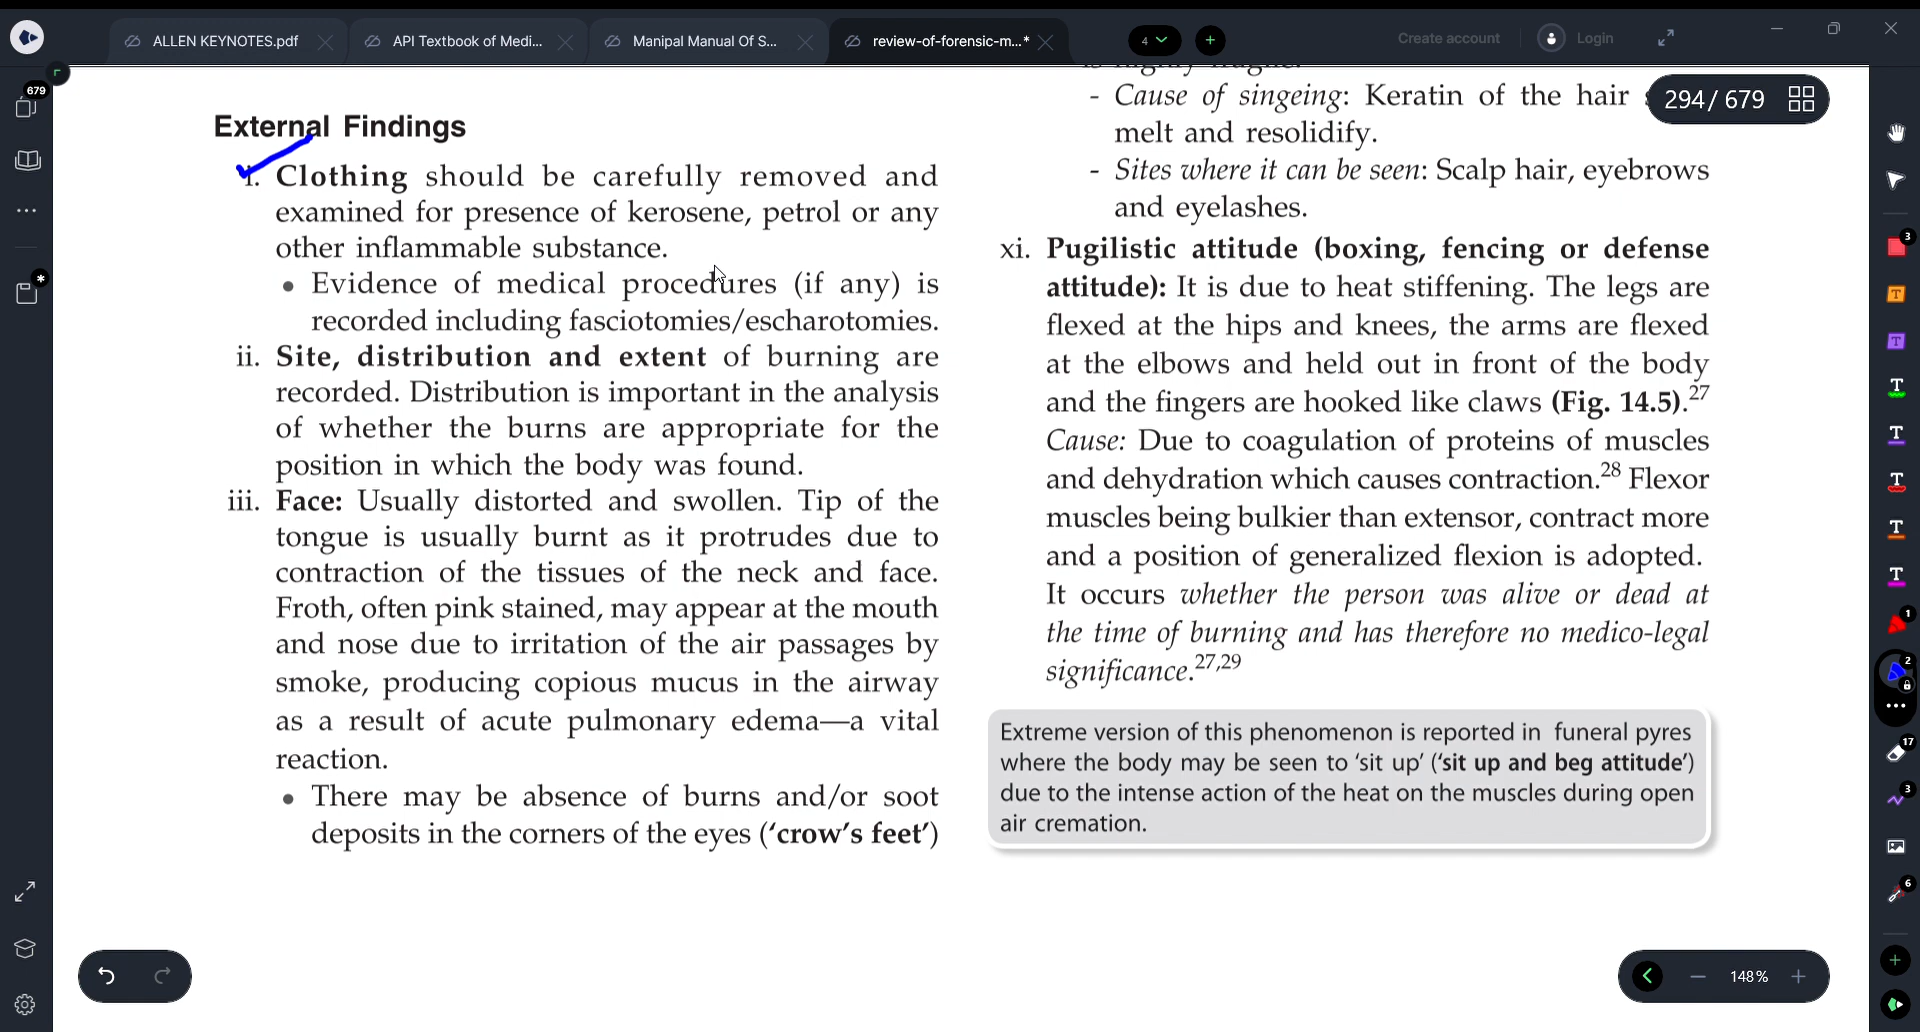 ALLEN KEYNOTES.pdf
API Textbook of Medi...
Manipal Manual Of S...
review-of-forensic-m...*
4
Create account
Login
679
294/ 679
External Findings
i. Clothing should be carefully removed and
examined for presence of kerosene, petrol or any
other inflammable substance.
• Evidence of medical procedures (if any) is
recorded including fasciotomies/escharotomies.
ii. Site, distribution and extent of burning are
recorded. Distribution is important in the analysis
of whether the burns are appropriate for the
position in which the body was found.
iii. Face: Usually distorted and swollen. Tip of the
tongue is usually burnt as it protrudes due to
contraction of the tissues of the neck and face.
Froth, often pink stained, may appear at the mouth
and nose due to irritation of the air passages by
smoke, producing copious mucus in the airway
as a result of acute pulmonary edema—a vital
reaction.
• There may be absence of burns and/or soot
deposits in the corners of the eyes ('crow's feet')
- Cause of singeing: Keratin of the hair
melt and resolidify.
- Sites where it can be seen: Scalp hair, eyebrows
and eyelashes.
xi. Pugilistic attitude (boxing, fencing or defense
attitude): It is due to heat stiffening. The legs are
flexed at the hips and knees, the arms are flexed
at the elbows and held out in front of the body
and the fingers are hooked like claws (Fig. 14.5).27
Cause: Due to coagulation of proteins of muscles
and dehydration which causes contraction.28 Flexor
muscles being bulkier than extensor, contract more
and a position of generalized flexion is adopted.
It occurs whether the person was alive or dead at
the time of burning and has therefore no medico-legal
significance.27,29
Extreme version of this phenomenon is reported in funeral pyres
where the body may be seen to 'sit up' ('sit up and beg attitude')
due to the intense action of the heat on the muscles during open
air cremation.
3
T
T
T
T
T
T
T
1
2
17
3
6
148%